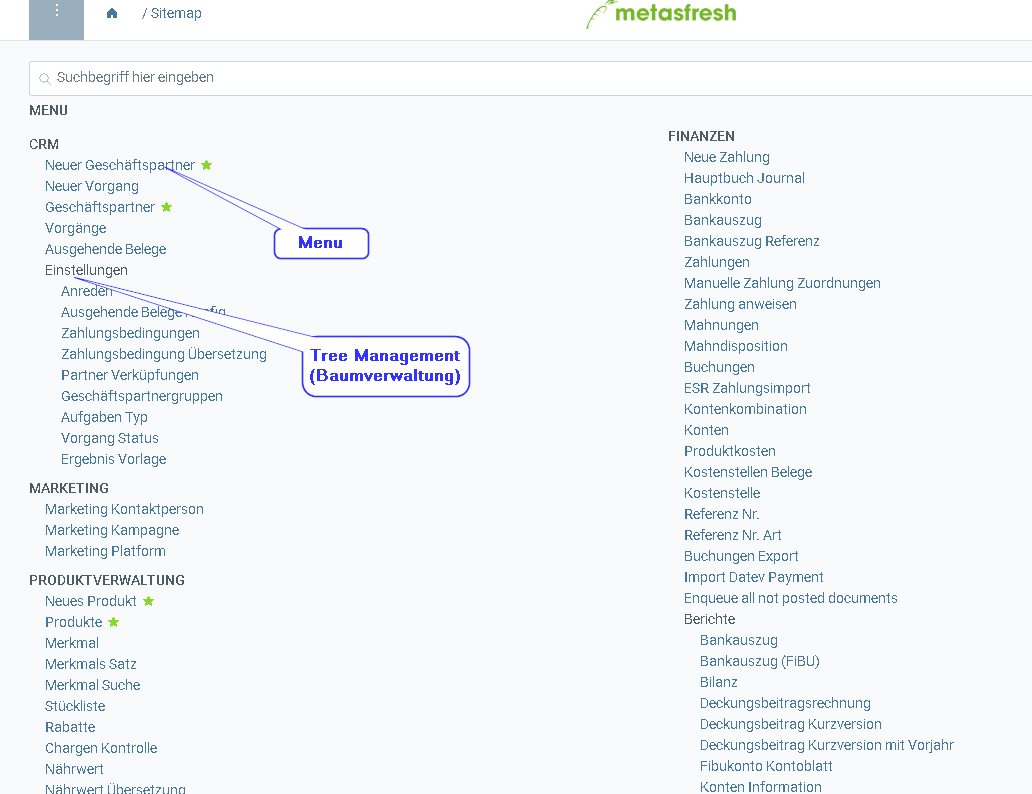 / Sitemap
metasfresh
Suchbegriff hier eingeben
MENU
CRM
Neuer Geschäftspartner
Neuer Vorgang
Geschäftspartner
Vorgänge
Ausgehende Belege
Einstellungen
Anreden
Ausgehende Belege
Zahlungsbedingungen
Zahlungsbedingung Übersetzung
Partner Verküpfungen
Geschäftspartnergruppen
Aufgaben Typ
Vorgang Status
Ergebnis Vorlage
Menu
Tree Management
(Baumverwaltung)
MARKETING
Marketing Kontaktperson
Marketing Kampagne
Marketing Platform
PRODUKTVERWALTUNG
Neues Produkt
Produkte
Merkmal
Merkmals Satz
Merkmal Suche
Stückliste
Rabatte
Chargen Kontrolle
Nährwert
Nährwert Übersetzung
FINANZEN
Neue Zahlung
Hauptbuch Journal
Bankkonto
Bankauszug
Bankauszug Referenz
Zahlungen
Manuelle Zahlung Zuordnungen
Zahlung anweisen
Mahnungen
Mahndisposition
Buchungen
ESR Zahlungsimport
Kontenkombination
Konten
Produktkosten
Kostenstellen Belege
Kostenstelle
Referenz Nr.
Referenz Nr. Art
Buchungen Export
Import Datev Payment
Enqueue all not posted documents
Berichte
Bankauszug
Bankauszug (FiBU)
Bilanz
Deckungsbeitragsrechnung
Deckungsbeitrag Kurzversion
Deckungsbeitrag Kurzversion mit Vorjahr
Fibukonto Kontoblatt
Konten Information